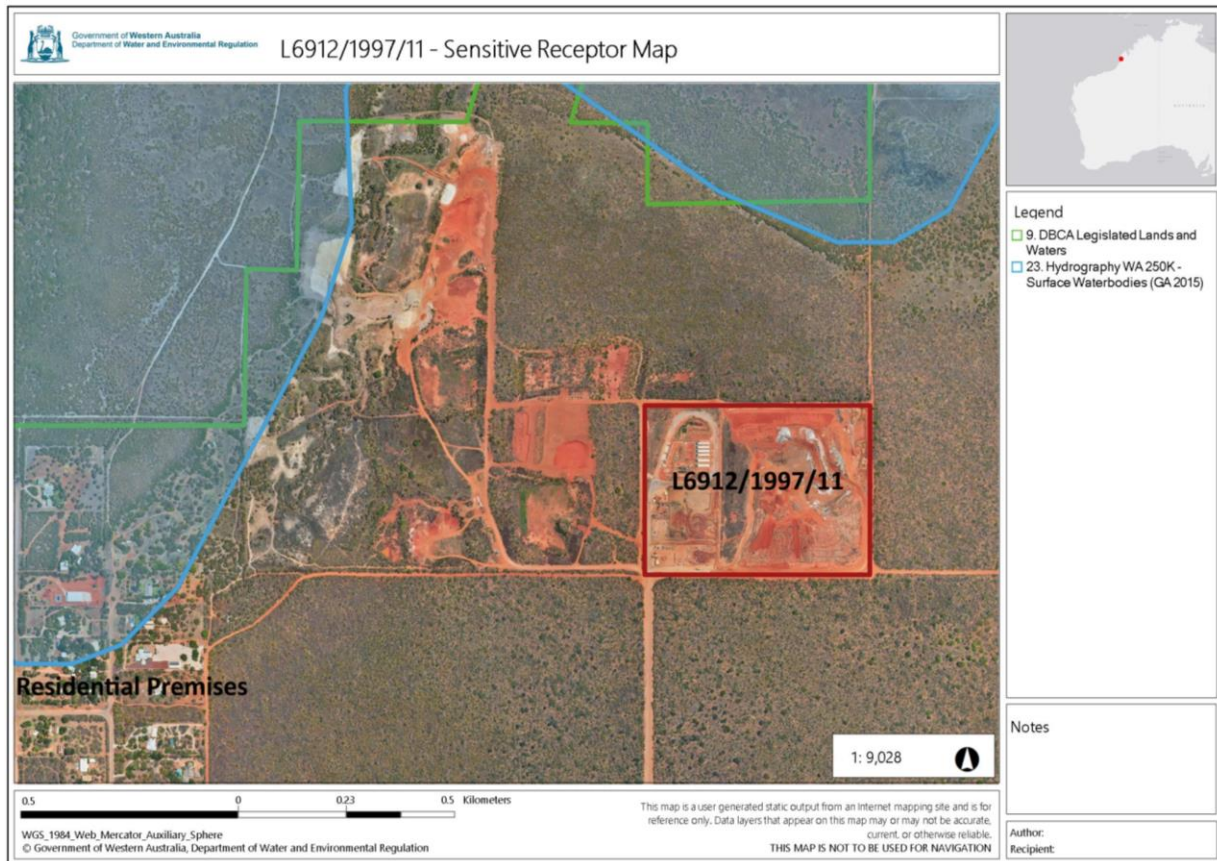 Government of Western Australia
Department of Water and Environmental Regulation
L6912/1997/11 - Sensitive Receptor Map
Legend
9. DBCA Legislated Lands and
Waters
23. Hydrography WA 250K -
Surface Waterbodies (GA 2015)
L6912/1997/11
Residential Premises
1: 9,028
Notes
0.5
0
0.23
0.5 Kilometers
WGS_1984_Web_Mercator_Auxiliary_Sphere
© Government of Western Australia, Department of Water and Environmental Regulation
This map is a user generated static output from an Internet mapping site and is for
reference only. Data layers that appear on this map may or may not be accurate,
current, or otherwise reliable.
THIS MAP IS NOT TO BE USED FOR NAVIGATION
Author:
Recipient: